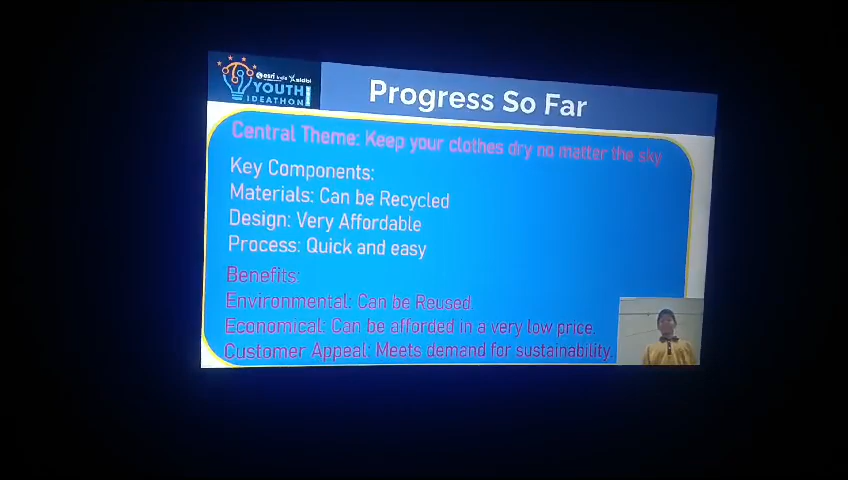 esri India
YOUTH
IDEATHON
Progress So Far
Central Theme: Keep your clothes dry no matter the sky
Key Components:
Materials: Can be Recycled
Design: Very Affordable
Process: Quick and easy
Benefits:
Environmental: Can be Reused
Economical: Can be afforded in a very low price.
Customer Appeal: Meets demand for sustainability.